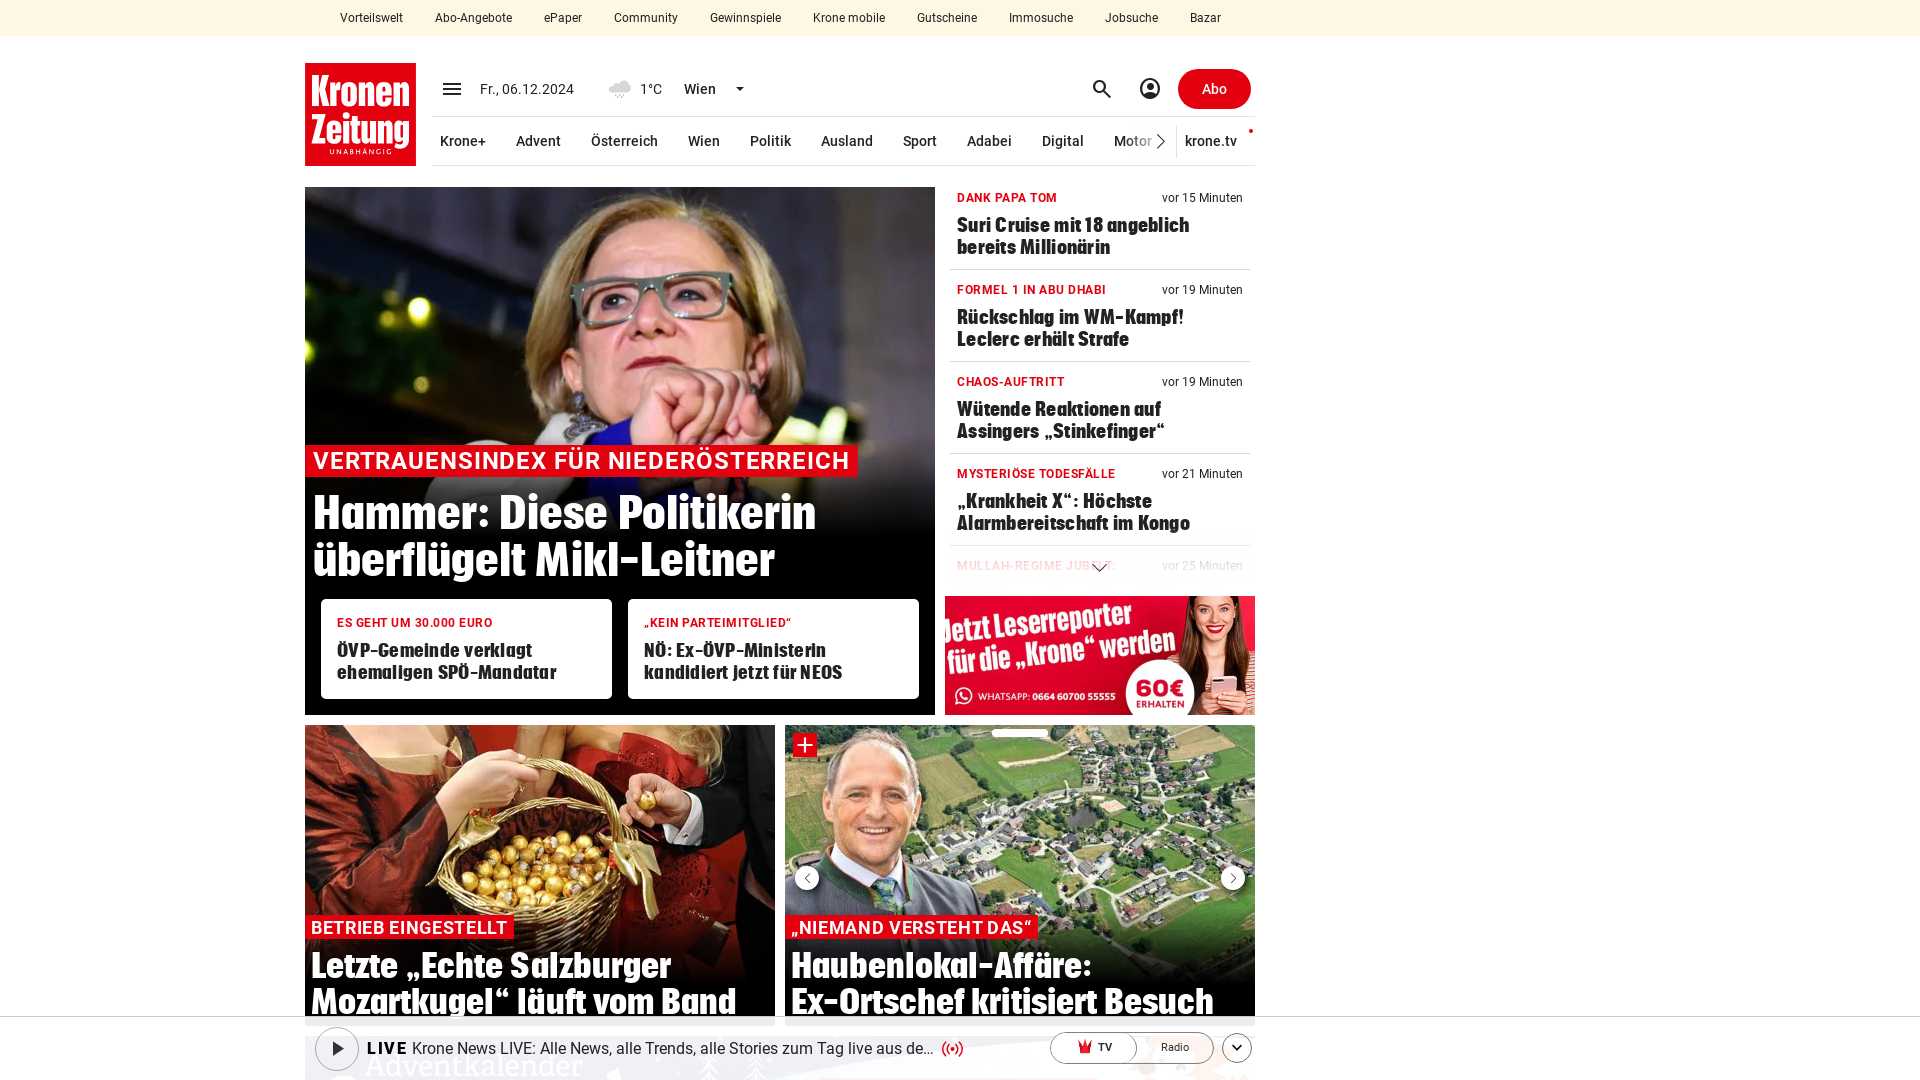 Vorteilswelt Abo-Angebote ePaper Community Gewinnspiele Krone mobile Gutscheine Immosuche Jobsuche Bazar
Kronen
Zeitung
UNABHÄNGIG
Fr., 06.12.2024 1°C Wien Abo
Krone+ Advent Österreich Wien Politik Ausland Sport Adabei Digital Motor krone.tv
VERTRAUENSINDEX FÜR NIEDERÖSTERREICH
Hammer: Diese Politikerin
überflügelt Mikl-Leitner
ES GEHT UM 30.000 EURO
ÖVP-Gemeinde verklagt
ehemaligen SPÖ-Mandatar
„KEIN PARTEIMITGLIED“
NÖ: Ex-ÖVP-Ministerin
kandidiert jetzt für NEOS
DANK PAPA TOM vor 15 Minuten
Suri Cruise mit 18 angeblich
bereits Millionärin
FORMEL 1 IN ABU DHABI vor 19 Minuten
Rückschlag im WM-Kampf!
Leclerc erhält Strafe
CHAOS-AUFTRITT vor 19 Minuten
Wütende Reaktionen auf
Assingers „Stinkefinger“
MYSTERIÖSE TODESFÄLLE vor 21 Minuten
„Krankheit X“: Höchste
Alarmbereitschaft im Kongo
MULLAH-REGIME JUBELT: vor 25 Minuten
Jetzt Leserreporter
für die „Krone“ werden
WHATSAPP: 0664 60700 55555
60€
ERHALTEN
BETRIEB EINGESTELLT
Letzte „Echte Salzburger
Mozartkugel“ läuft vom Band
„NIEMAND VERSTEHT DAS“
Haubenlokal-Affäre:
Ex-Ortschef kritisiert Besuch
LIVE Krone News LIVE: Alle News, alle Trends, alle Stories zum Tag live aus de... TV Radio
Adventkalender